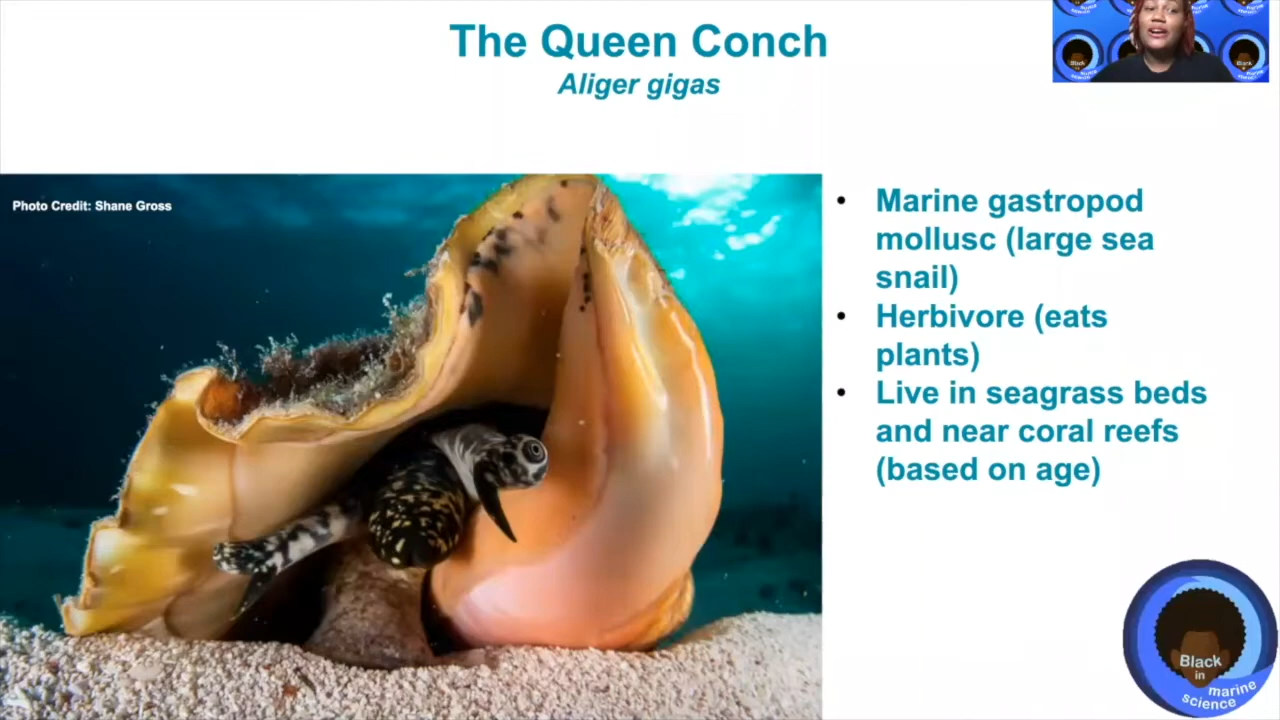 The Queen Conch
Aliger gigas
Photo Credit: Shane Gross
• Marine gastropod
mollusc (large sea
snail)
• Herbivore (eats
plants)
• Live in seagrass beds
and near coral reefs
(based on age)
Black
in
marine
science